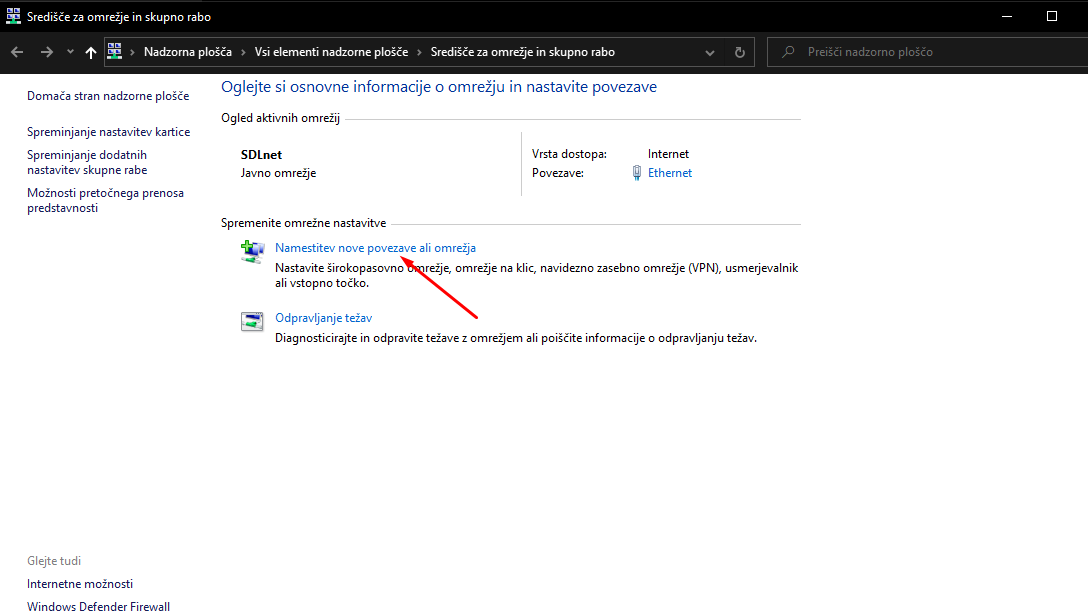 Središče za omrežje in skupno rabo
Nadzorna plošča › Vsi elementi nadzorne plošče › Središče za omrežje in skupno rabo
Preišči nadzorno ploščo
Domača stran nadzorne plošče
Spreminjanje nastavitev kartice
Spreminjanje dodatnih
nastavitev skupne rabe
Možnosti pretočnega prenosa
predstavnosti
Oglejte si osnovne informacije o omrežju in nastavite povezave
Ogled aktivnih omrežij
SDLnet
Javno omrežje
Vrsta dostopa: Internet
Povezave: Ethernet
Spremenite omrežne nastavitve
Namestitev nove povezave ali omrežja
Nastavite širokopasovno omrežje, omrežje na klic, navidezno zasebno omrežje (VPN), usmerjevalnik
ali vstopno točko.
Odpravljanje težav
Diagnosticirajte in odpravite težave z omrežjem ali poiščite informacije o odpravljanju težav.
Glejte tudi
Internetne možnosti
Windows Defender Firewall